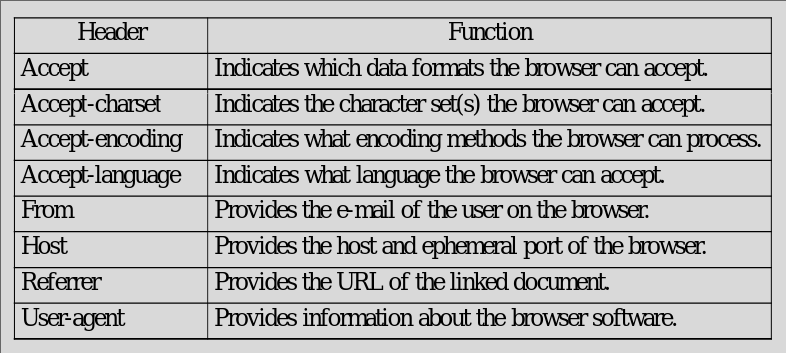 Header Function
Accept Indicates which data formats the browser can accept.
Accept-charset Indicates the character set(s) the browser can accept.
Accept-encoding Indicates what encoding methods the browser can process.
Accept-language Indicates what language the browser can accept.
From Provides the e-mail of the user on the browser.
Host Provides the host and ephemeral port of the browser.
Referrer Provides the URL of the linked document.
User-agent Provides information about the browser software.